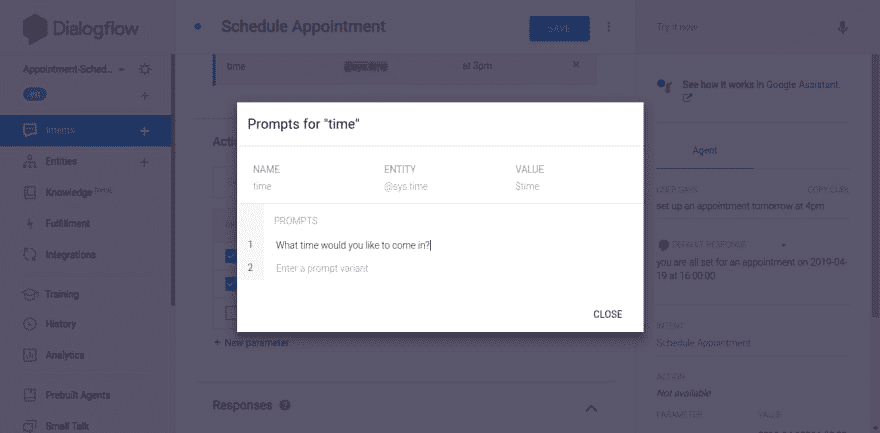 Dialogflow
Schedule Appointment
SAVE
Try it now
Appointment-Sched...
en
time
at 3pm
See how it works in Google Assistant.
Intents
Entities
Knowledge [beta]
Fulfillment
Integrations
Training
History
Analytics
Prebuilt Agents
Small Talk
Prompts for "time"
NAME
ENTITY
VALUE
time
@sys.time
$time
PROMPTS
1 What time would you like to come in?
2 Enter a prompt variant
CLOSE
+ New parameter
Responses
Agent
USER SAYS
COPY CURL
set up an appointment tomorrow at 4pm
DEFAULT RESPONSE
you are all set for an appointment on 2019-04-
19 at 16:00:00
INTENT
Schedule Appointment
ACTION
Not available
PARAMETER
VALUE